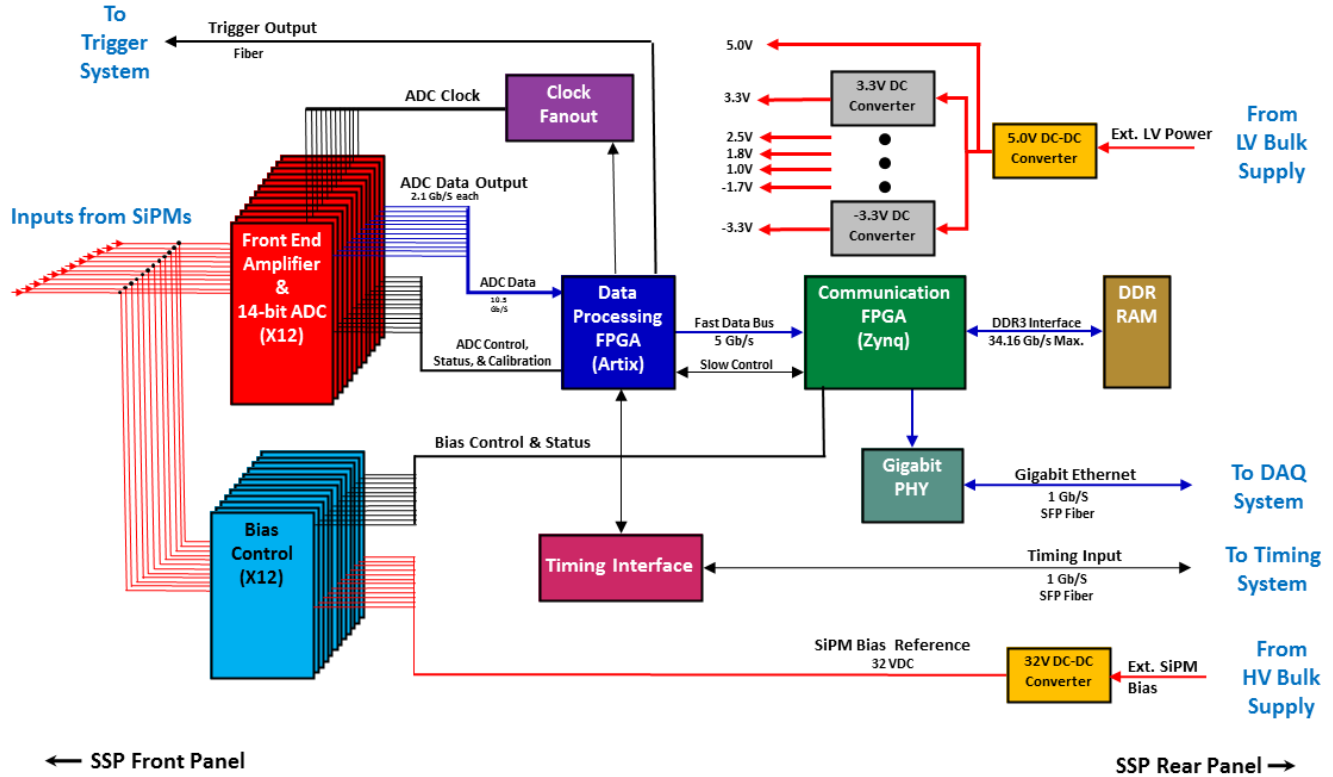 To
Trigger
System
Trigger Output
Fiber
ADC Clock
Clock
Fanout
5.0V
3.3V
2.5V
1.8V
1.0V
-1.7V
-3.3V
3.3V DC
Converter
-3.3V DC
Converter
5.0V DC-DC
Converter
Ext. LV Power
From
LV Bulk
Supply
Inputs from SiPMs
ADC Data Output
2.1 Gb/S each
Front End
Amplifier
&
14-bit ADC
(X12)
ADC Data
10.5
Gb/S
ADC Control,
Status, & Calibration
Data
Processing
FPGA
(Artix)
Fast Data Bus
5 Gb/s
Slow Control
Communication
FPGA
(Zynq)
DDR3 Interface
34.16 Gb/s Max.
DDR
RAM
Bias Control & Status
Gigabit
PHY
Gigabit Ethernet
1 Gb/S
SFP Fiber
To DAQ
System
Bias
Control
(X12)
Timing Interface
Timing Input
1 Gb/S
SFP Fiber
To Timing
System
SiPM Bias Reference
32 VDC
32V DC-DC
Converter
Ext. SiPM
Bias
From
HV Bulk
Supply
SSP Front Panel
SSP Rear Panel